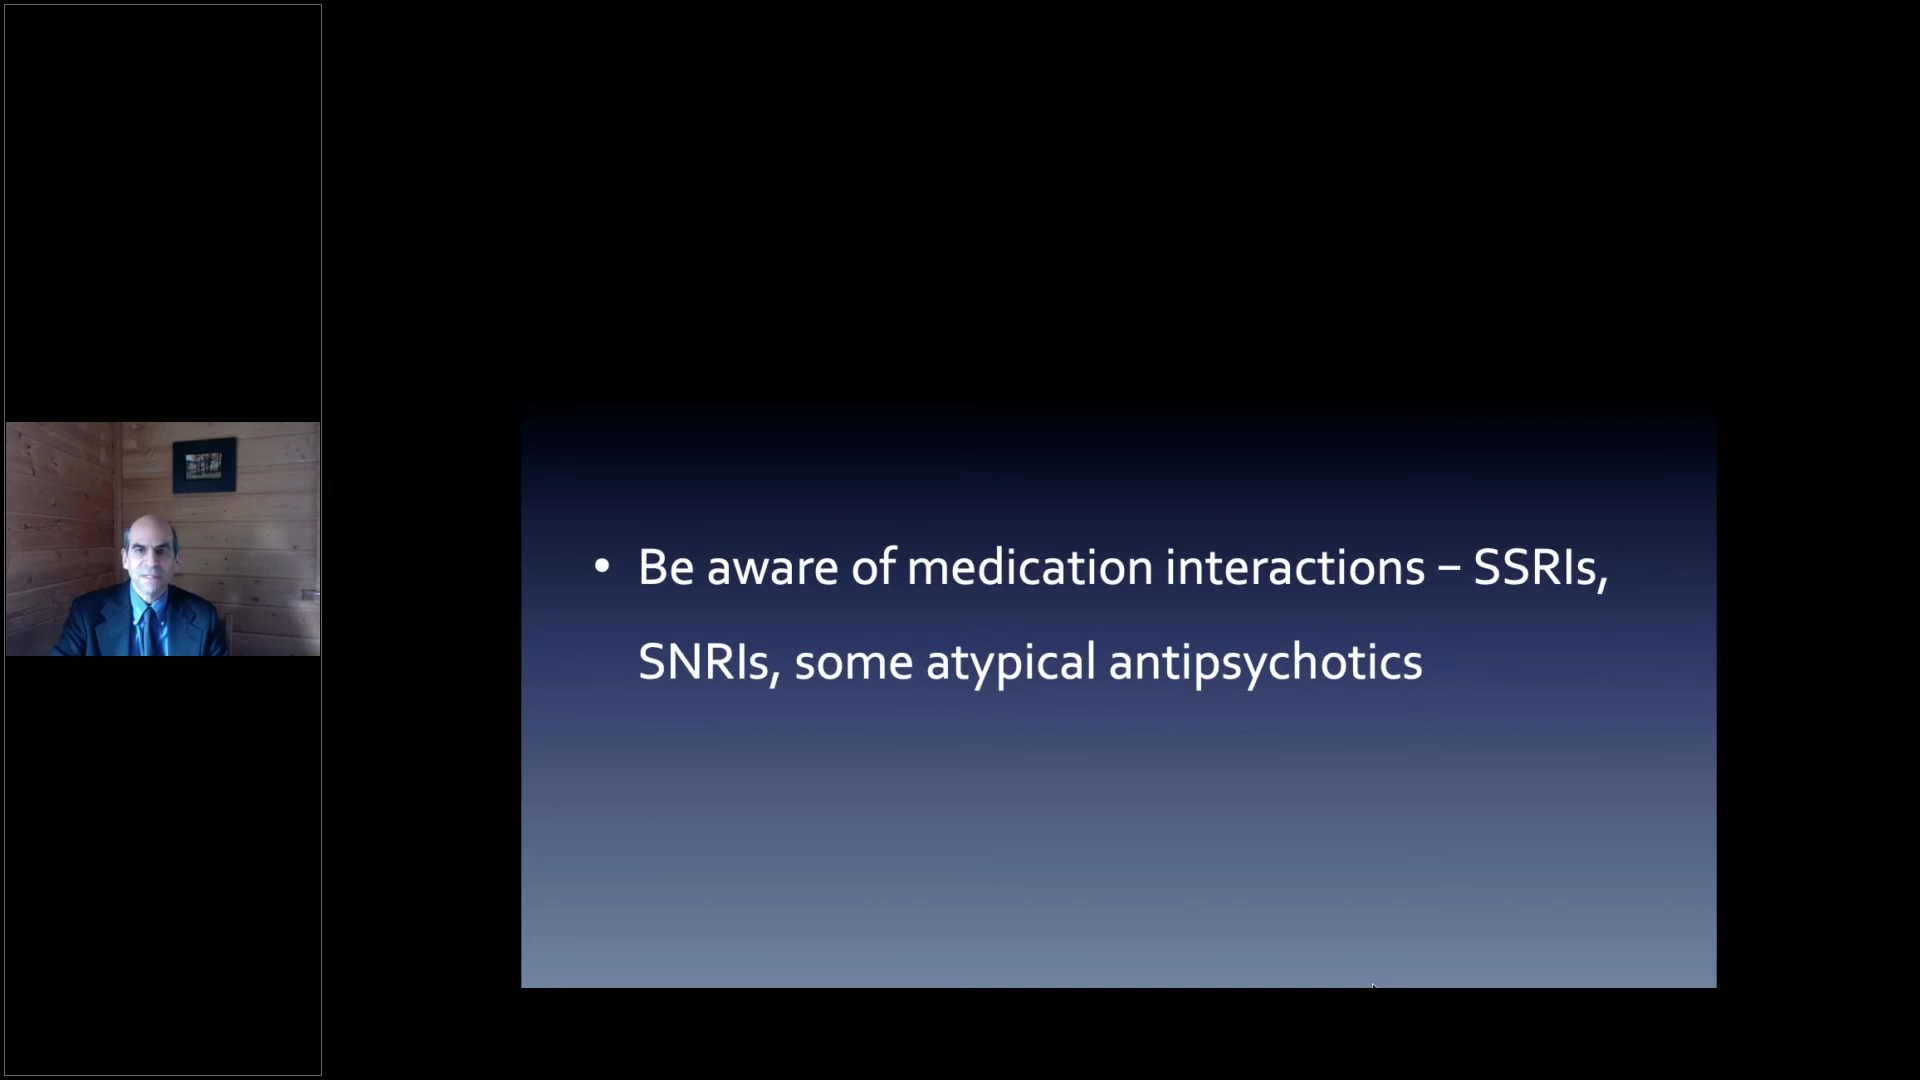 • Be aware of medication interactions – SSRIs,
SNRIs, some atypical antipsychotics